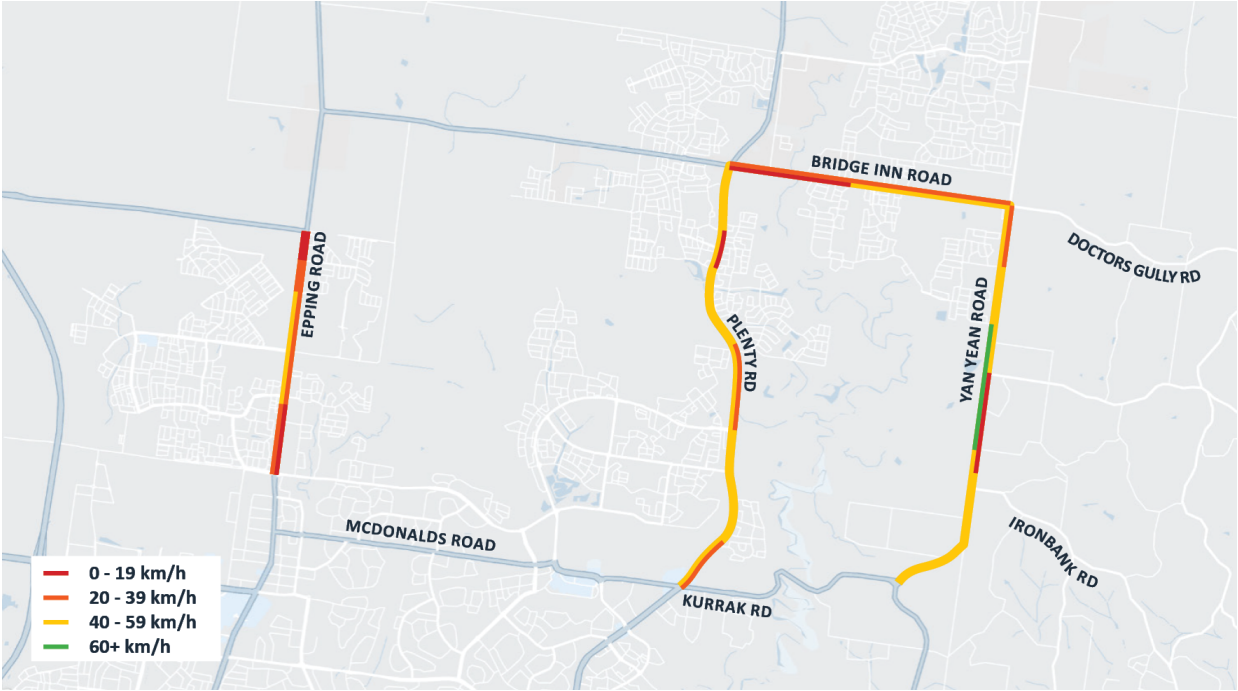 BRIDGE INN ROAD
DOCTORS GULLY RD
EPPING ROAD
PLENTY RD
YAN YEAN ROAD
MCDONALDS ROAD
IRONBANK RD
KURRAK RD
0 - 19 km/h
20 - 39 km/h
40 - 59 km/h
60+ km/h